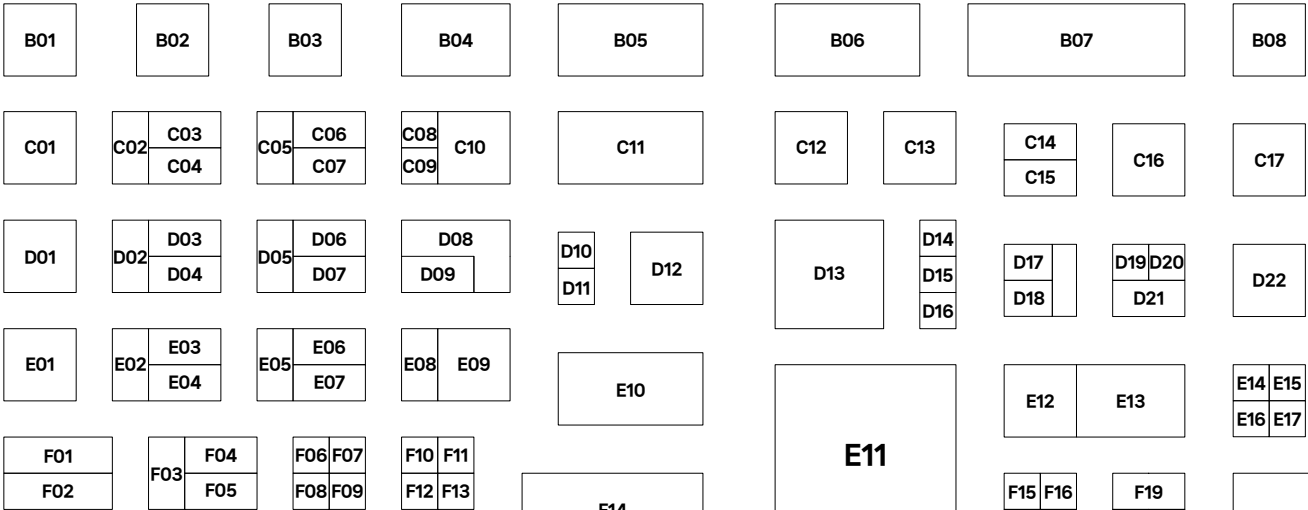 B01 B02 B03 B04 B05 B06 B07 B08
C03 C06 C08 C14
C01 C02 C05 C10 C11 C12 C13 C16 C17
C04 C07 C09 C15
D03 D06 D08 D10 D14 D17 D19 D20
D01 D02 D05 D12 D13 D15 D22
D04 D07 D09 D11 D16 D18 D21
E03 E06
E01 E02 E05 E08 E09 E10 E14 E15
E04 E07 E12 E13
E16 E17
F01 F04 F06 F07 F10 F11 E11
F03
F02 F05 F08 F09 F12 F13 F15 F16 F19
F14